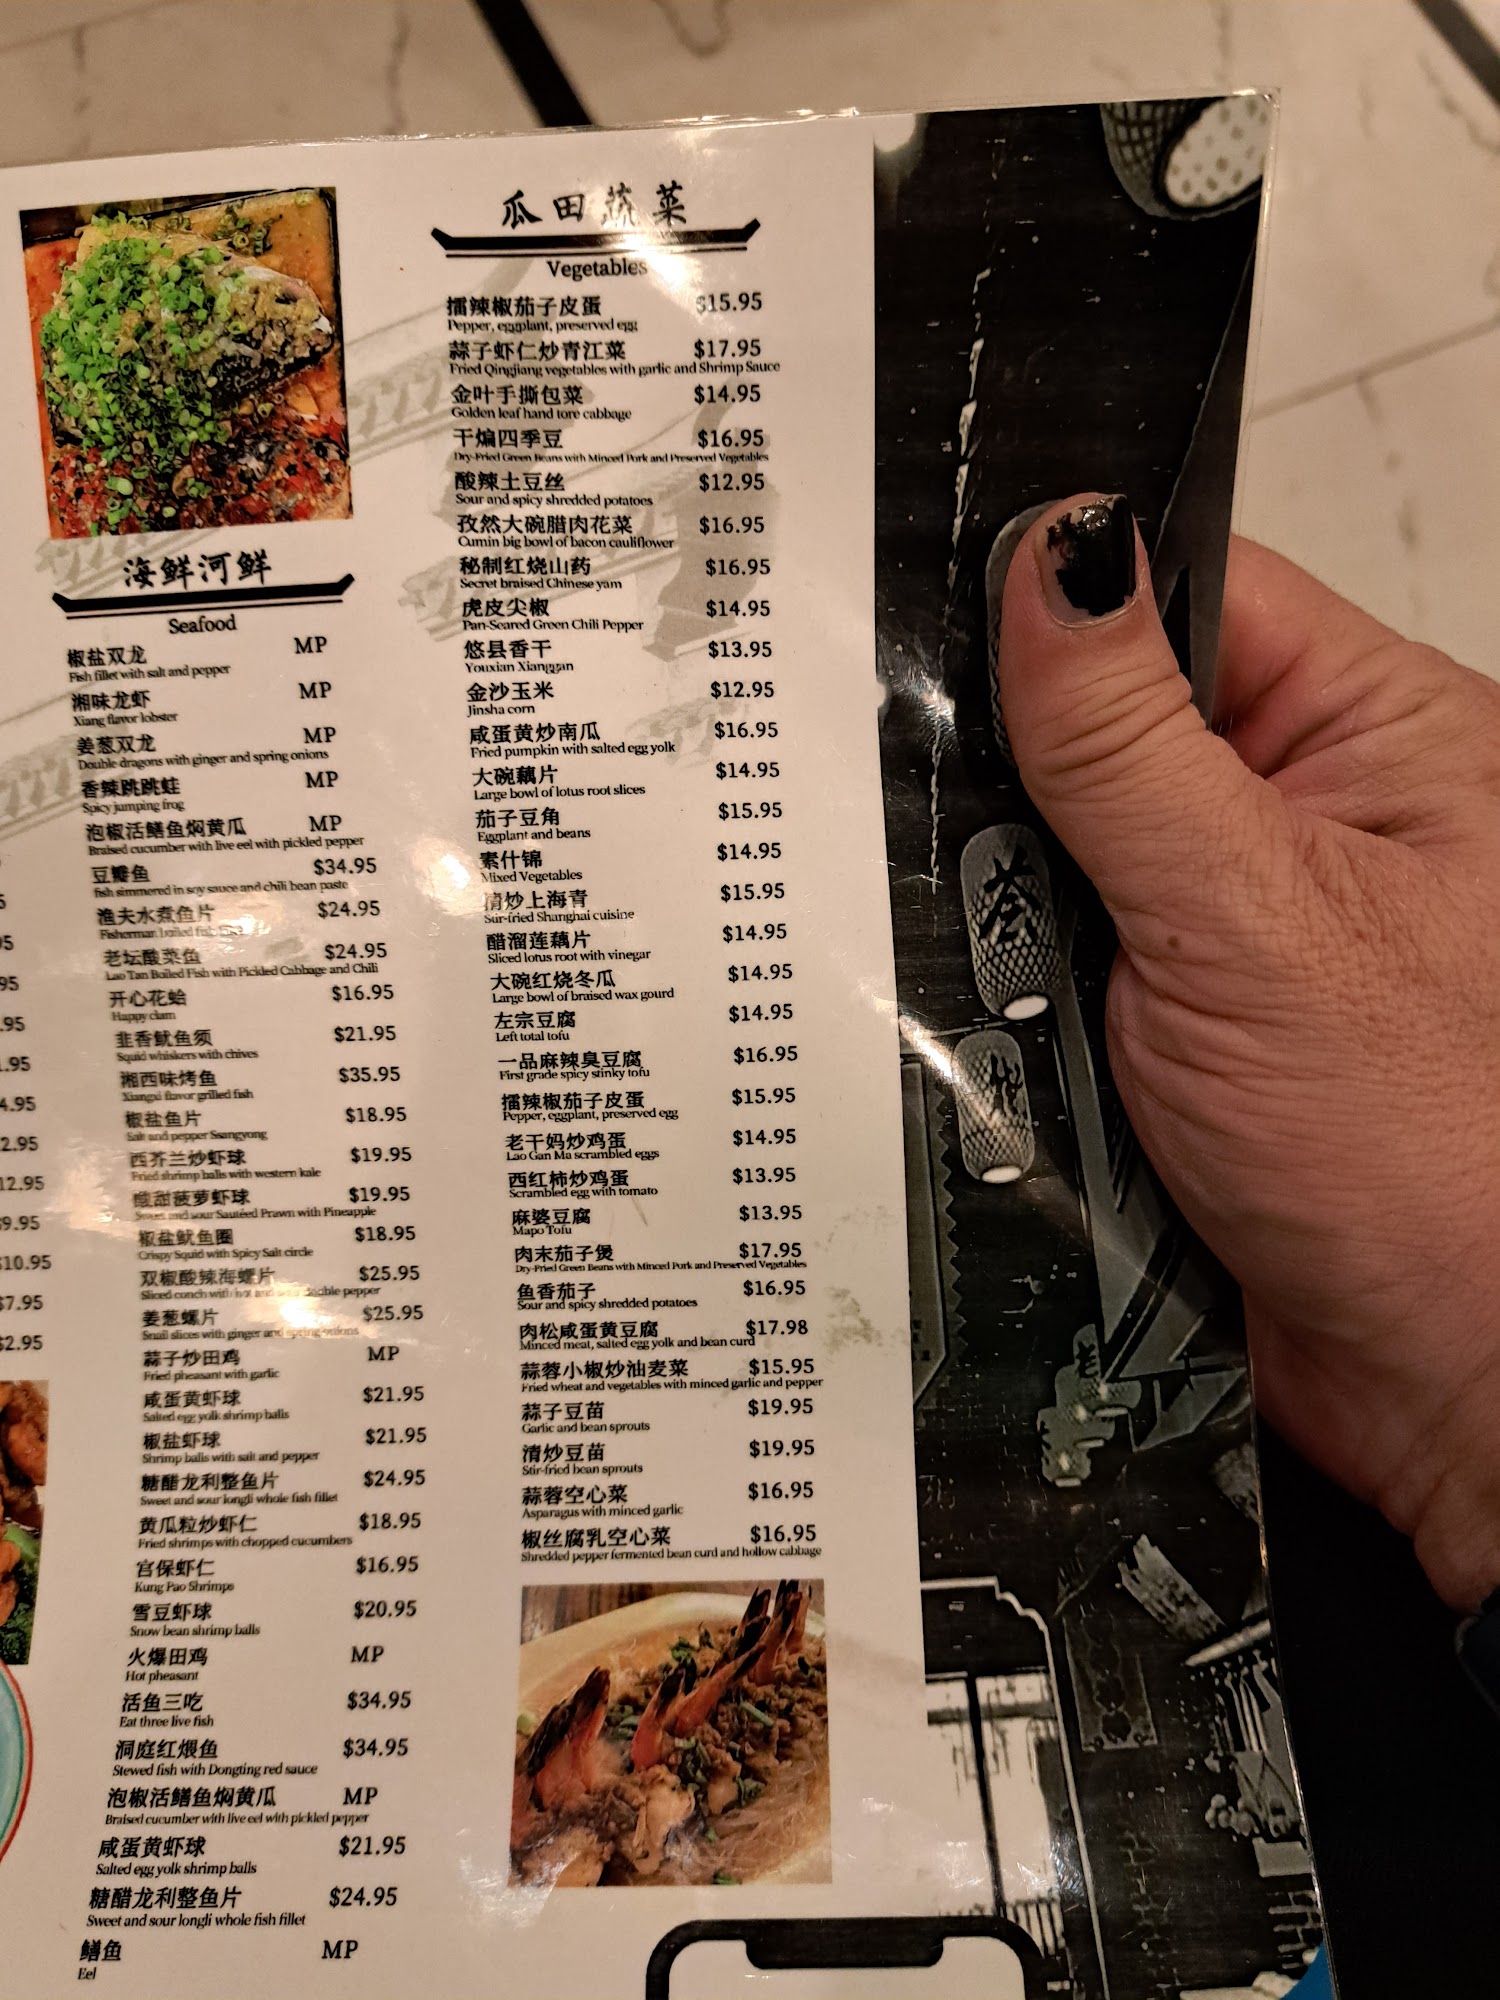 海鲜河鲜
Seafood
椒盐双龙 MP
Fish fillet with salt and pepper
湘味龙虾 MP
Xiang flavor lobster
姜葱双龙 MP
Double dragons with ginger and spring onions
香辣跳跳蛙 MP
Spicy jumping frog
泡椒活鳝鱼焖黄瓜 MP
Braised cucumber with live eel with pickled pepper
豆瓣鱼 $34.95
fish simmered in soy sauce and chili bean paste
渔夫水煮鱼片 $24.95
Fisherman boiled
老坛酸菜鱼 $24.95
Lao Tan Boiled Fish with Pickled Cabbage and Chili
开心花蛤 $16.95
Happy clam
韭香鱿鱼须 $21.95
Squid whiskers with chives
湘西味烤鱼 $35.95
Xiangxi flavor grilled fish
椒盐鱼片 $18.95
Salt and pepper Ssangyong
西芥兰炒虾球 $19.95
Fried shrimp balls with western kale
酸甜菠萝虾球 $19.95
Sweet and sour Sautéed Prawn with Pineapple
椒盐鱿鱼圈 $18.95
Crispy Squid with Spicy Salt circle
双椒酸辣海螺片 $25.95
Sliced conch with hot and pepper
姜葱螺片 $25.95
Snail slices with ginger and spring onions
蒜子炒田鸡 MP
Fried pheasant with garlic
咸蛋黄虾球 $21.95
Salted egg yolk shrimp balls
椒盐虾球 $21.95
Shrimp balls with salt and pepper
糖醋龙利整鱼片 $24.95
Sweet and sour longli whole fish fillet
黄瓜粒炒虾仁 $18.95
Fried shrimps with chopped cucumbers
宫保虾仁 $16.95
Kung Pao Shrimps
雪豆虾球 $20.95
Snow bean shrimp balls
火爆田鸡 MP
Hot pheasant
活鱼三吃 $34.95
Eat three live fish
洞庭红煨鱼 $34.95
Stewed fish with Dongting red sauce
泡椒活鳝鱼焖黄瓜 MP
Braised cucumber with live eel with pickled pepper
咸蛋黄虾球 $21.95
Salted egg yolk shrimp balls
糖醋龙利整鱼片 $24.95
Sweet and sour longli whole fish fillet
鳝鱼 MP
Eel
瓜田蔬菜
Vegetables
擂辣椒茄子皮蛋 $15.95
Pepper, eggplant, preserved egg
蒜子虾仁炒青江菜 $17.95
Fried Qingjiang vegetables with garlic and Shrimp Sauce
金叶手撕包菜 $14.95
Golden leaf hand tore cabbage
干煸四季豆 $16.95
Dry-Fried Green Beans with Minced Pork and Preserved Vegetables
酸辣土豆丝 $12.95
Sour and spicy shredded potatoes
孜然大碗腊肉花菜 $16.95
Cumin big bowl of bacon cauliflower
秘制红烧山药 $16.95
Secret braised Chinese yam
虎皮尖椒 $14.95
Pan-Seared Green Chili Pepper
悠县香干 $13.95
Youxian Xianggan
金沙玉米 $12.95
Jinsha corn
咸蛋黄炒南瓜 $16.95
Fried pumpkin with salted egg yolk
大碗藕片 $14.95
Large bowl of lotus root slices
茄子豆角 $15.95
Eggplant and beans
素什锦 $14.95
Mixed Vegetables
清炒上海青 $15.95
Stir-fried Shanghai cuisine
醋溜莲藕片 $14.95
Sliced lotus root with vinegar
大碗红烧冬瓜 $14.95
Large bowl of braised wax gourd
左宗豆腐 $14.95
Left total tofu
一品麻辣臭豆腐 $16.95
First grade spicy stinky tofu
擂辣椒茄子皮蛋 $15.95
Pepper, eggplant, preserved egg
老干妈炒鸡蛋 $14.95
Lao Gan Ma scrambled eggs
西红柿炒鸡蛋 $13.95
Scrambled egg with tomato
麻婆豆腐 $13.95
Mapo Tofu
肉末茄子煲 $17.95
Dry-Fried Green Beans with Minced Pork and Preserved Vegetables
鱼香茄子 $16.95
Sour and spicy shredded potatoes
肉松咸蛋黄豆腐 $17.98
Minced meat, salted egg yolk and bean curd
蒜蓉小椒炒油麦菜 $15.95
Fried wheat and vegetables with minced garlic and pepper
蒜子豆苗 $19.95
Garlic and bean sprouts
清炒豆苗 $19.95
Stir-fried bean sprouts
蒜蓉空心菜 $16.95
Asparagus with minced garlic
椒丝腐乳空心菜 $16.95
Shredded pepper fermented bean curd and hollow cabbage